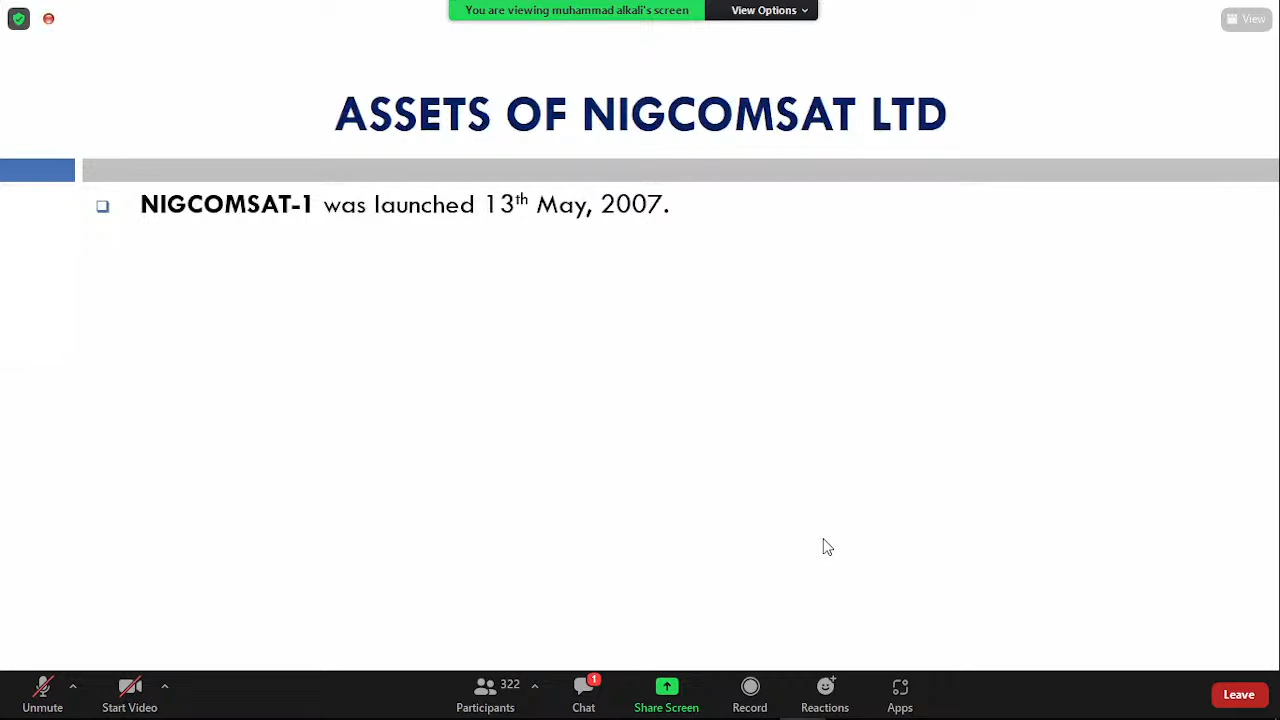 You are viewing muhammad alkali's screen
View Options
View
ASSETS OF NIGCOMSAT LTD
❑ NIGCOMSAT-1 was launched 13th May, 2007.
Unmute
Start Video
322
Participants
1
Chat
Share Screen
Record
Reactions
Apps
Leave